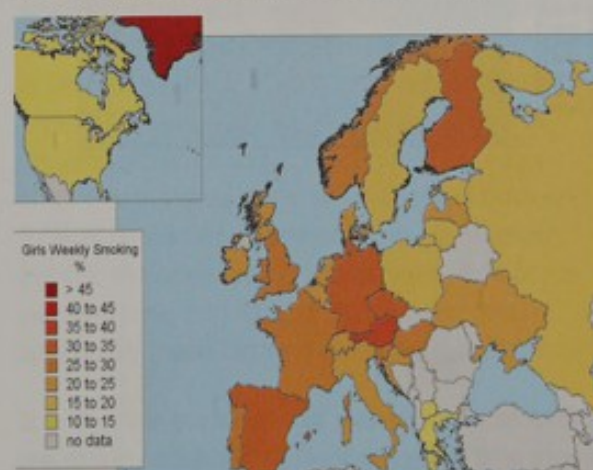 Girls Weekly Smoking
%
> 45
40 to 45
35 to 40
30 to 35
25 to 30
20 to 25
15 to 20
10 to 15
no data